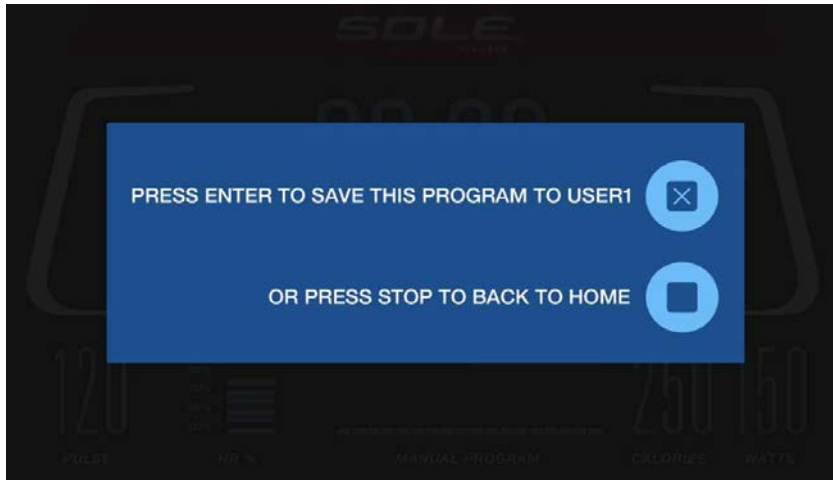 SOLE
PRESS ENTER TO SAVE THIS PROGRAM TO USER1
OR PRESS STOP TO BACK TO HOME
120
250
150
PULSE
HR %
MANUAL PROGRAM
CALORIES
WATTS